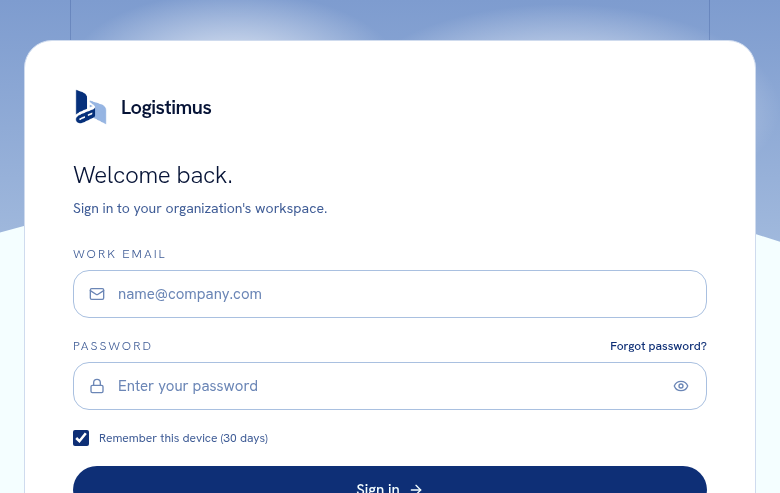 Logistimus
Welcome back.
Sign in to your organization's workspace.
WORK EMAIL
name@company.com
PASSWORD
Forgot password?
Enter your password
Remember this device (30 days)
Sign in